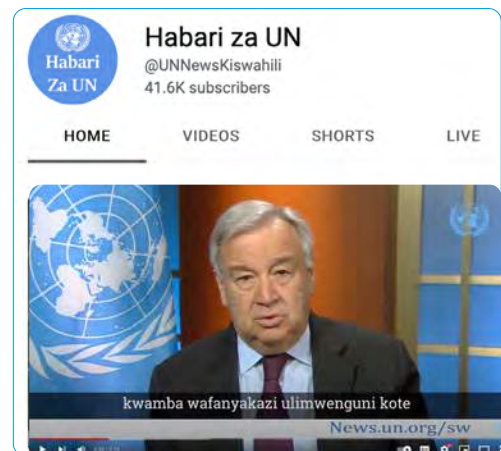 Habari
Za UN
Habari za UN
@UNNewsKiswahili
41.6K subscribers
HOME VIDEOS SHORTS LIVE
kwamba wafanyakazi ulimwenguni kote
News.un.org/sw